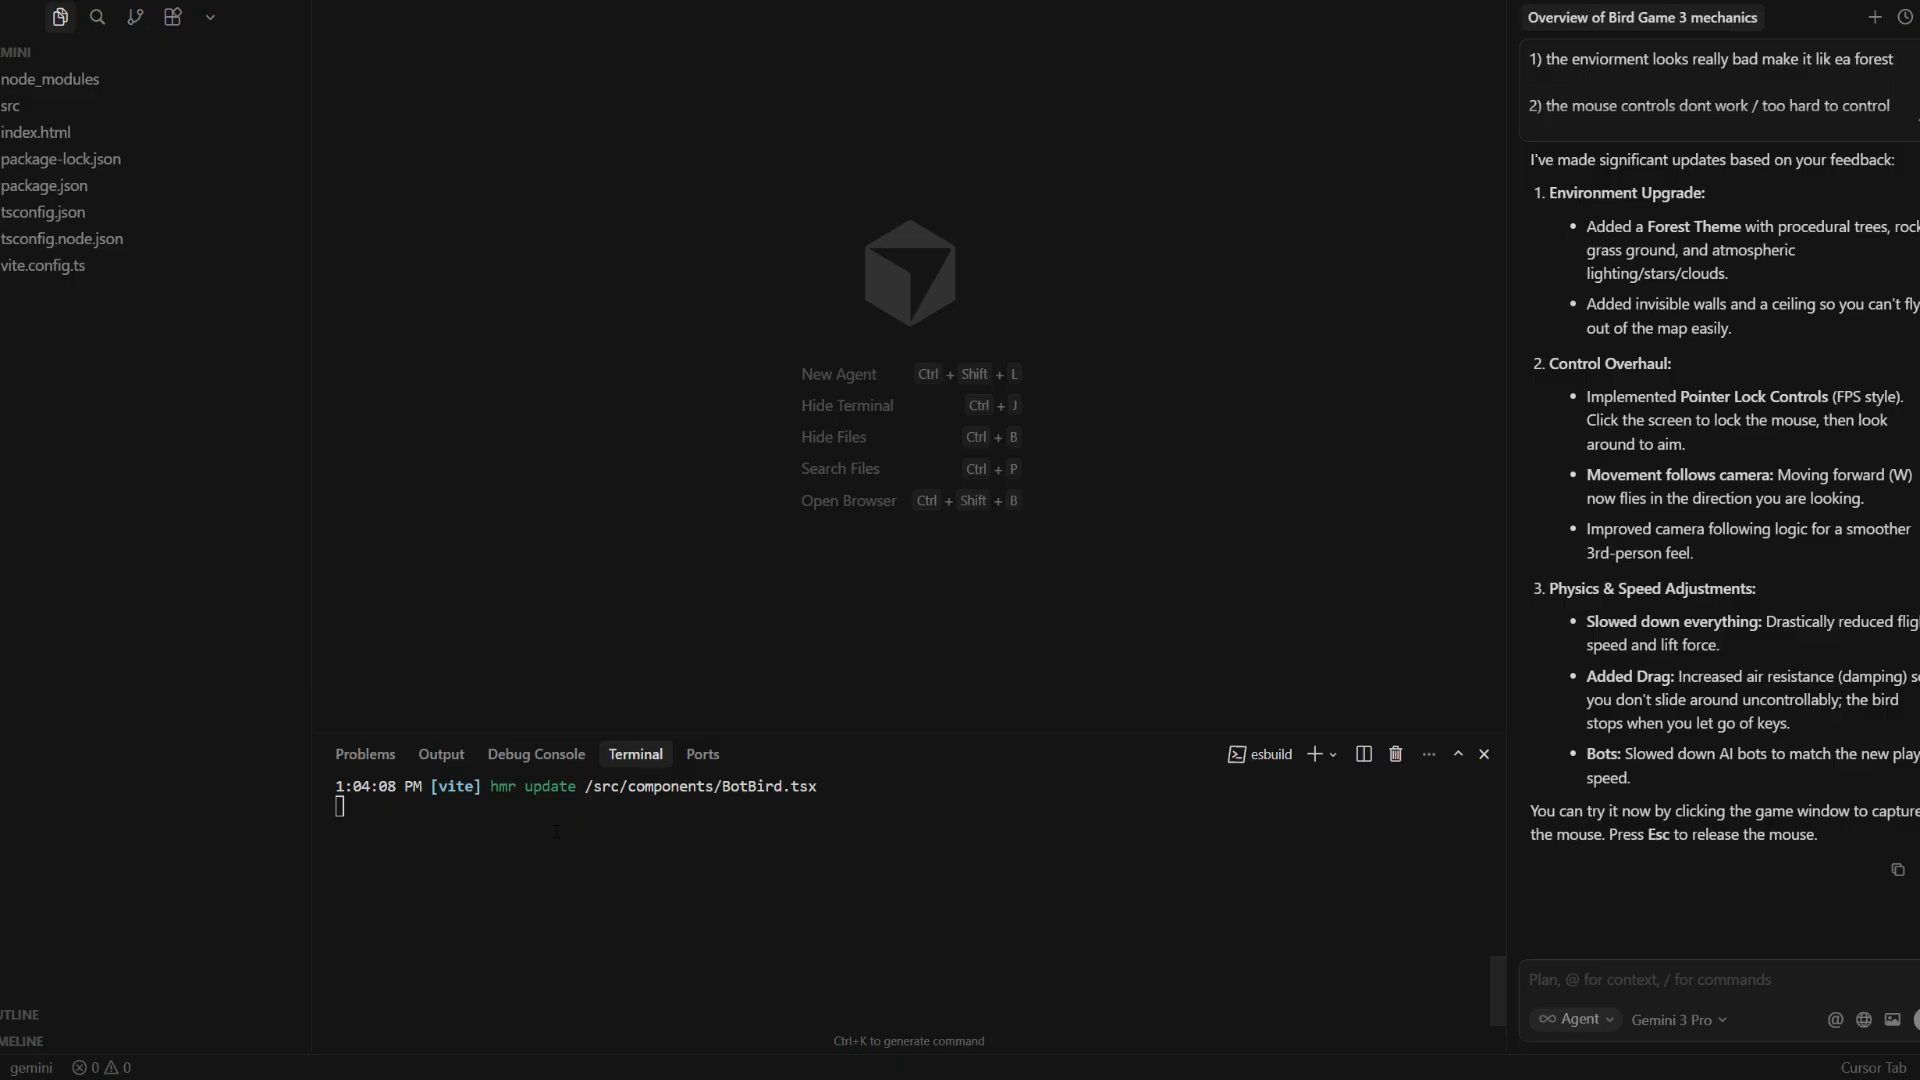 MINI
node_modules
src
index.html
package-lock.json
package.json
tsconfig.json
tsconfig.node.json
vite.config.ts
UTLINE
MELINE
New Agent Ctrl + Shift + L
Hide Terminal Ctrl + J
Hide Files Ctrl + B
Search Files Ctrl + P
Open Browser Ctrl + Shift + B
Problems Output Debug Console Terminal Ports esbuild
1:04:08 PM [vite] hmr update /src/components/BotBird.tsx
Ctrl+K to generate command
Overview of Bird Game 3 mechanics
1) the enviorment looks really bad make it lik ea forest
2) the mouse controls dont work / too hard to control
I've made significant updates based on your feedback:
1. Environment Upgrade:
• Added a Forest Theme with procedural trees, rock
grass ground, and atmospheric
lighting/stars/clouds.
• Added invisible walls and a ceiling so you can't fly
out of the map easily.
2. Control Overhaul:
• Implemented Pointer Lock Controls (FPS style).
Click the screen to lock the mouse, then look
around to aim.
• Movement follows camera: Moving forward (W)
now flies in the direction you are looking.
• Improved camera following logic for a smoother
3rd-person feel.
3. Physics & Speed Adjustments:
• Slowed down everything: Drastically reduced flig
speed and lift force.
• Added Drag: Increased air resistance (damping) s
you don't slide around uncontrollably; the bird
stops when you let go of keys.
• Bots: Slowed down AI bots to match the new play
speed.
You can try it now by clicking the game window to capture
the mouse. Press Esc to release the mouse.
Plan, @ for context, / for commands
∞ Agent Gemini 3 Pro @
gemini 0 0
Cursor Tab